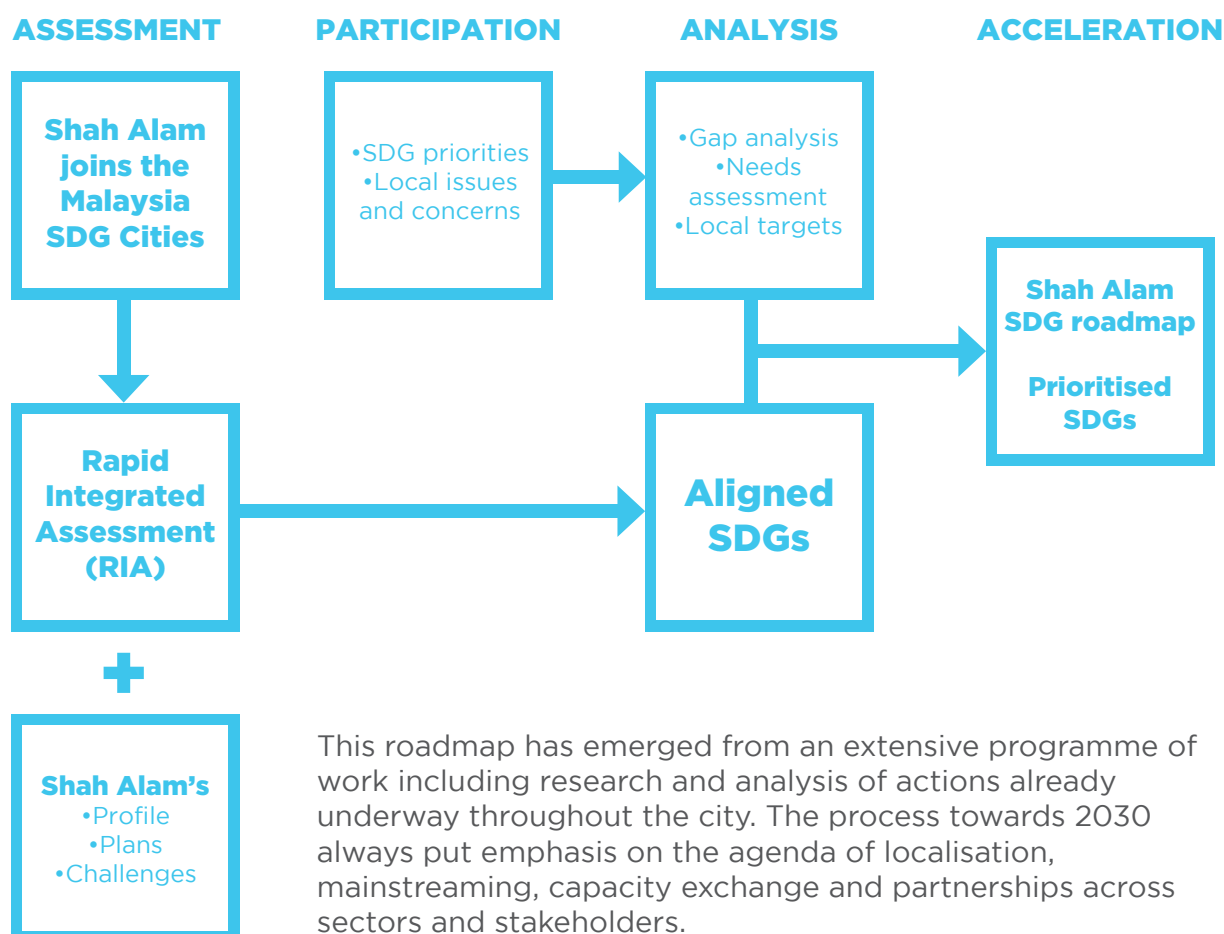 ASSESSMENT
PARTICIPATION
ANALYSIS
ACCELERATION
Shah Alam
joins the
Malaysia
SDG Cities
•SDG priorities
•Local issues
and concerns
•Gap analysis
•Needs
assessment
•Local targets
Shah Alam
SDG roadmap
Prioritised
SDGs
Rapid
Integrated
Assessment
(RIA)
Aligned
SDGs
+
Shah Alam's
•Profile
•Plans
•Challenges
This roadmap has emerged from an extensive programme of
work including research and analysis of actions already
underway throughout the city. The process towards 2030
always put emphasis on the agenda of localisation,
mainstreaming, capacity exchange and partnerships across
sectors and stakeholders.